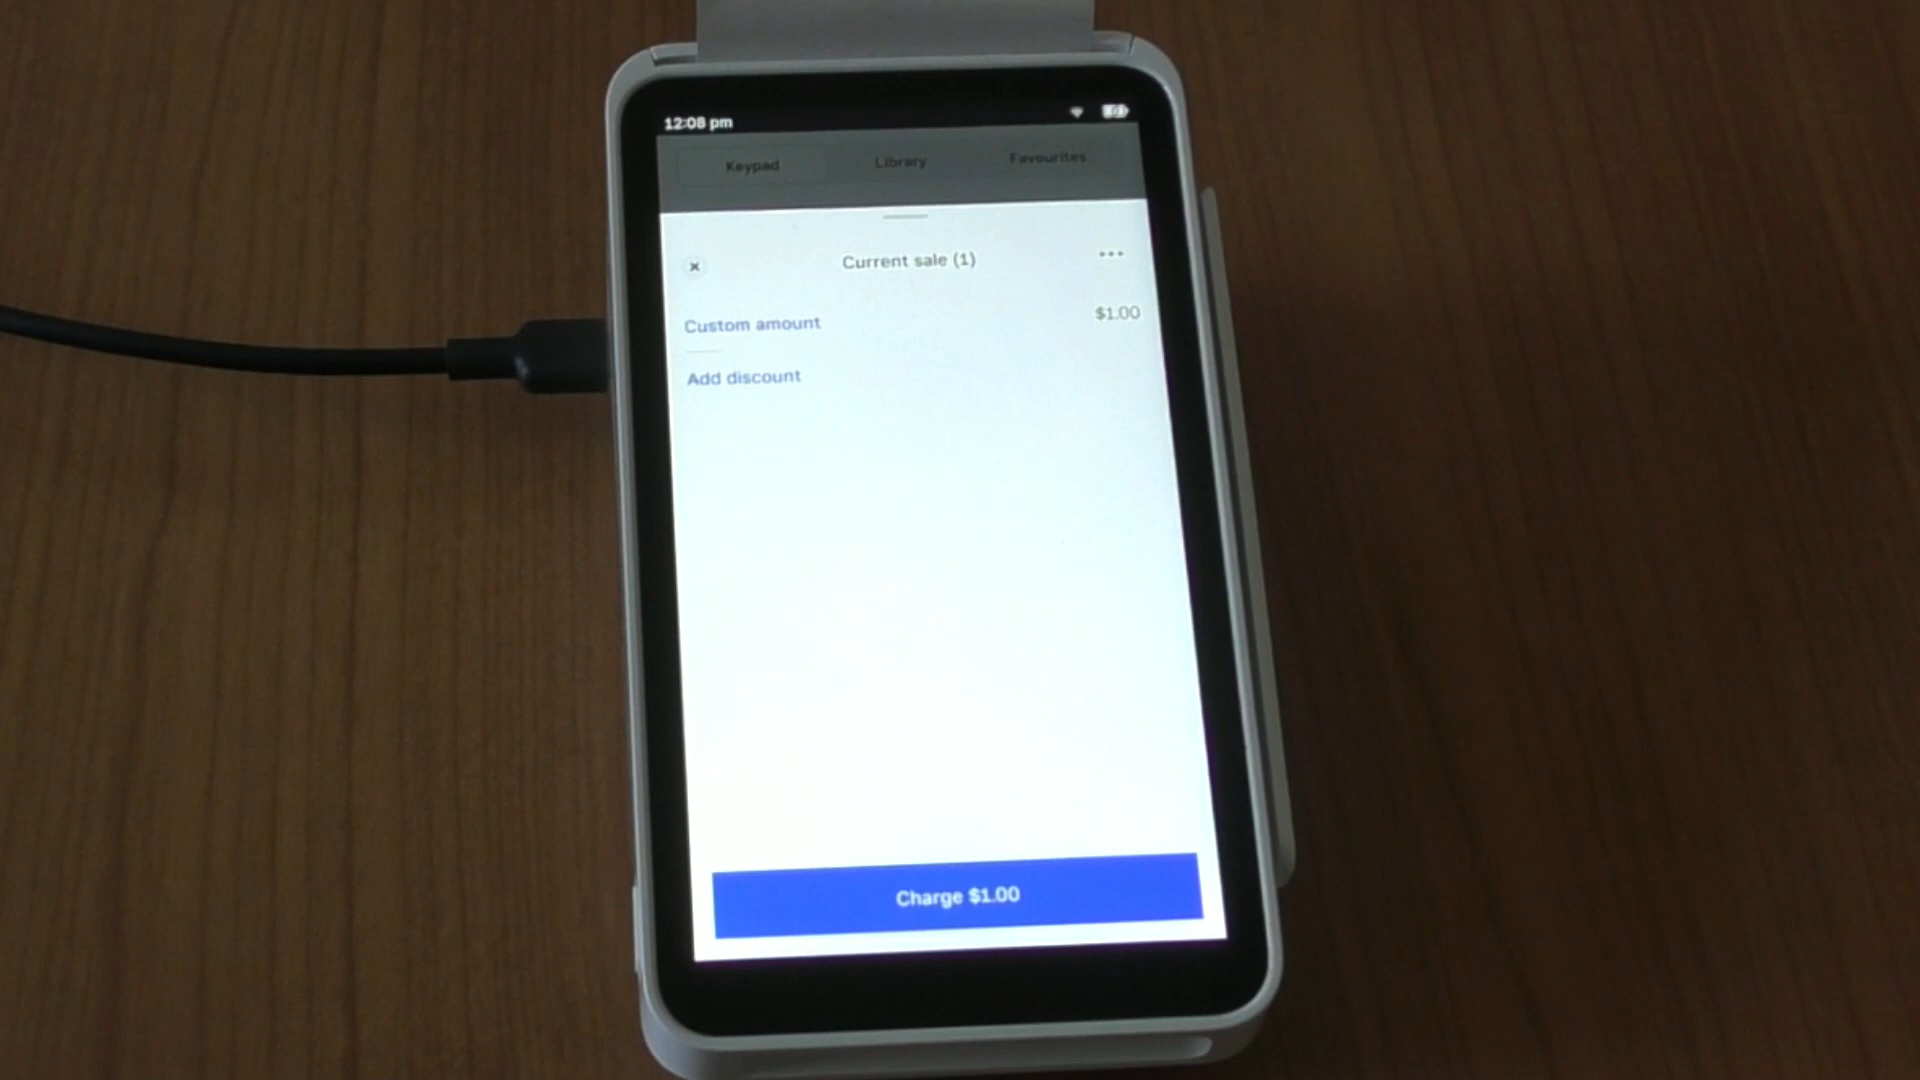 12:08 pm
Keypad Library Favourites
Current sale (1)
Custom amount $1.00
Add discount
Charge $1.00